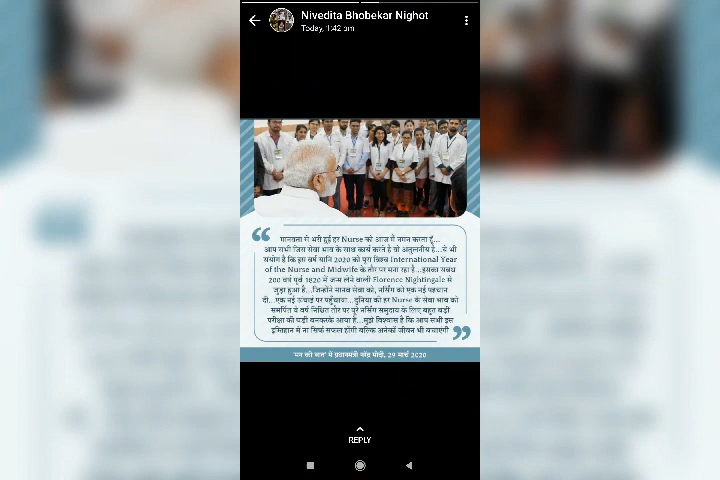 Nivedita Bhobekar Nighot
Today, 1:42 pm
मानवता से भरी हुई हर Nurse को आज मैं नमन करता हूँ...
आप सभी जिस सेवा भाव के साथ कार्य करते हैं वो अतुलनीय है...ये भी
संयोग है कि इस वर्ष यानि 2020 को पूरा विश्व International Year
of the Nurse and Midwife के तौर पर मना रहा है...इसका संबंध
200 वर्ष पूर्व 1820 में जन्म लेने वाली Florence Nightingale से
जुड़ा हुआ है...जिन्होंने मानव सेवा को, नर्सिंग को एक नई पहचान
दी...एक नई ऊंचाई पर पहुँचाया...दुनिया की हर Nurse के सेवा भाव को
समर्पित ये वर्ष निश्चित तौर पर पूरे नर्सिंग समुदाय के लिए बहुत बड़ी
परीक्षा की घड़ी बनकरके आया है...मुझे विश्वास है कि आप सभी इस
इम्तिहान में ना सिर्फ सफल होंगी बल्कि अनेकों जीवन भी बचाएंगी
'मन की बात' में प्रधानमंत्री नरेंद्र मोदी, 29 मार्च 2020
REPLY